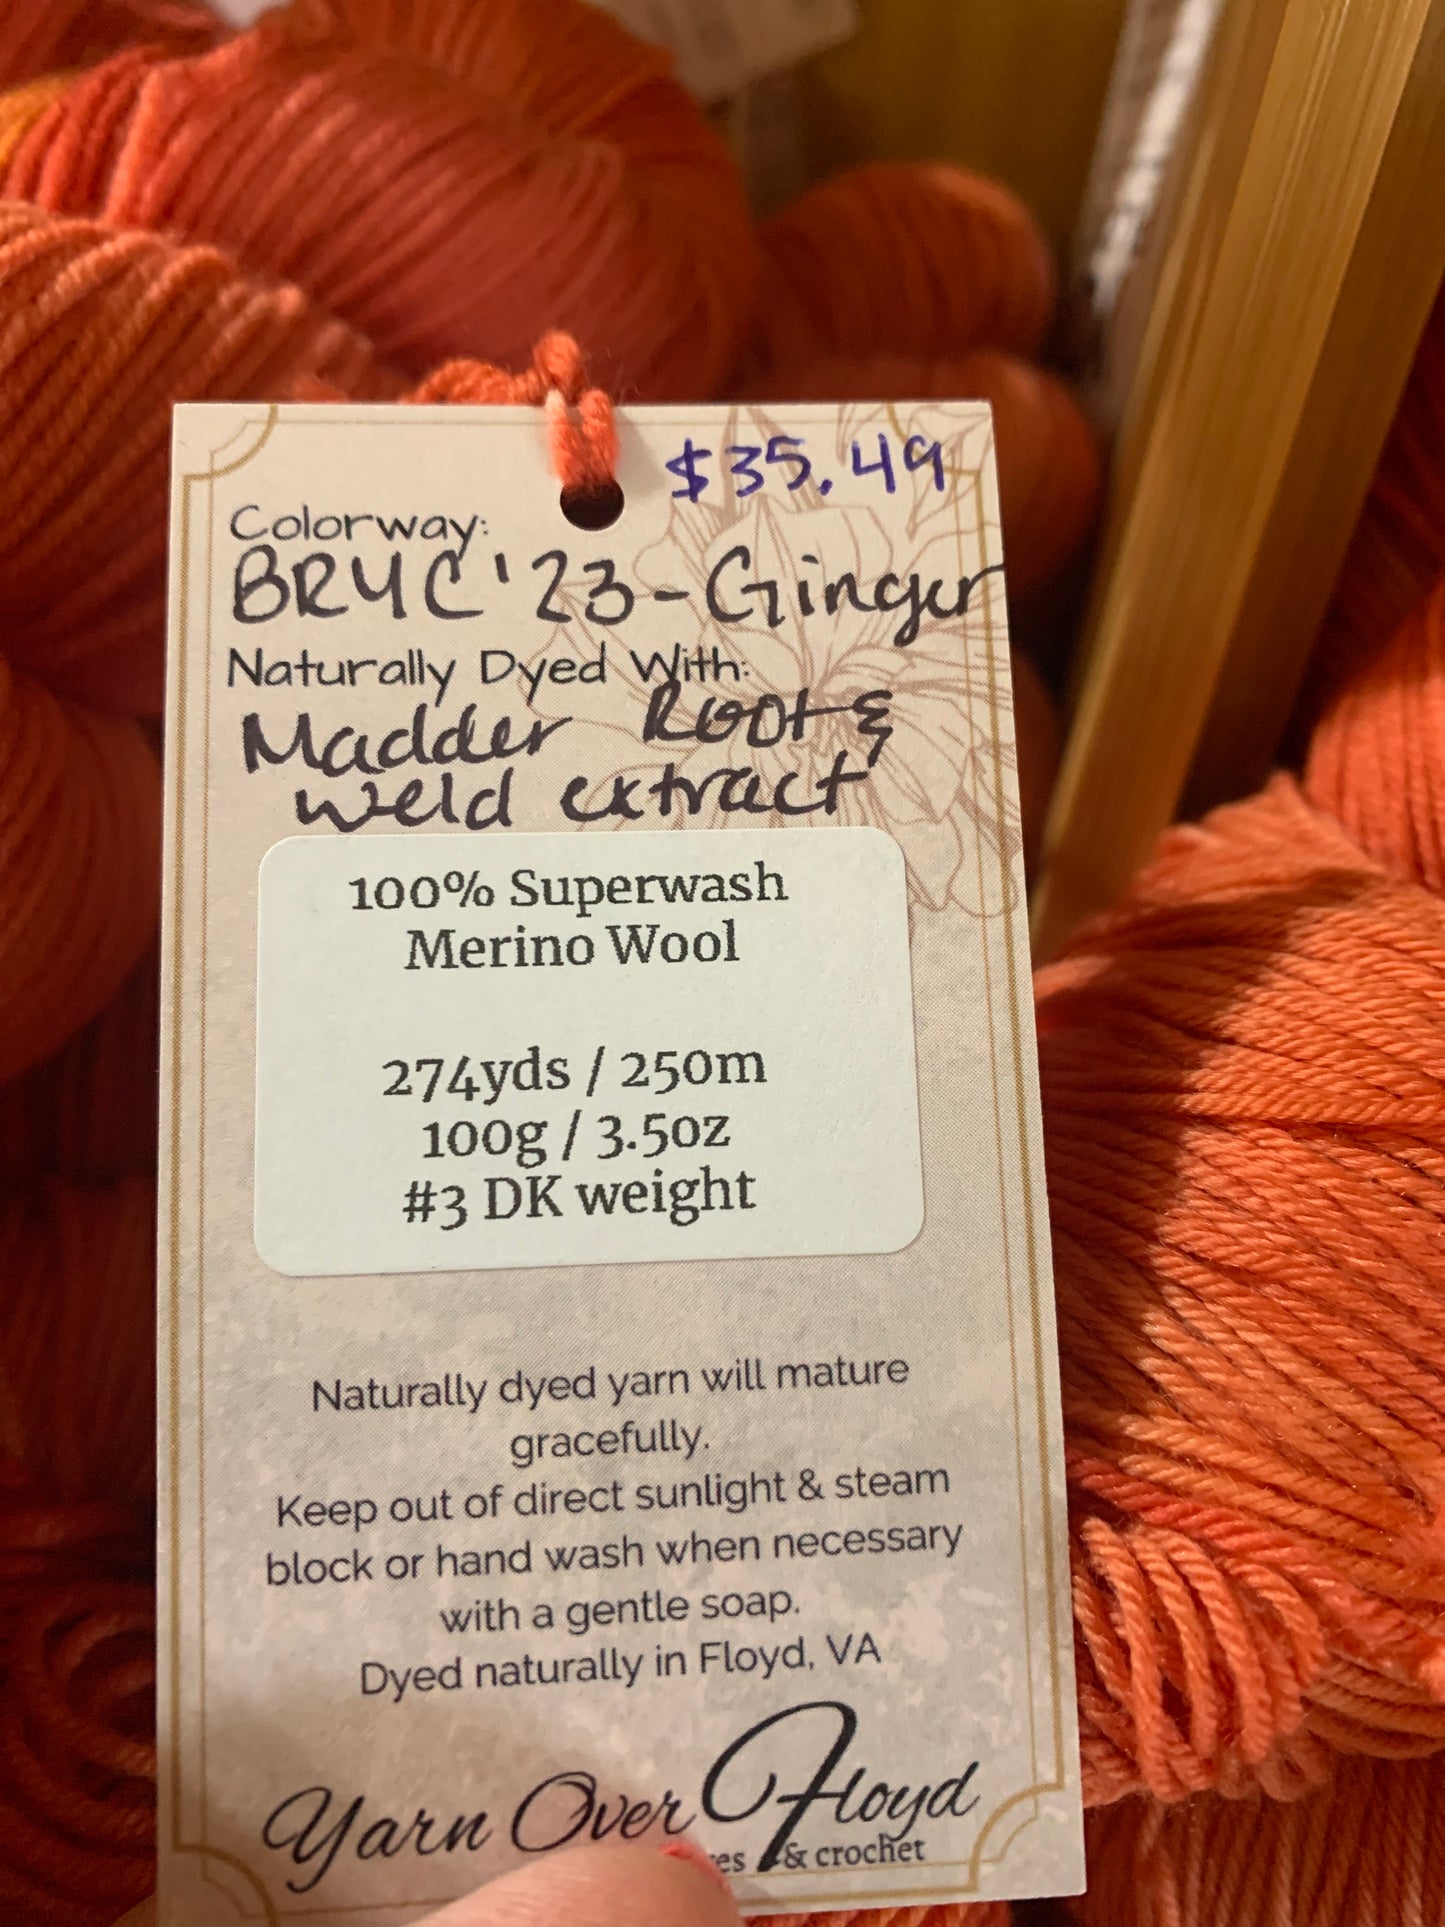 $35.49
Colorway:
BRYC '23 - Ginger
Naturally Dyed With:
Madder Root &
weld extract
100% Superwash
Merino Wool
274yds / 250m
100g / 3.5oz
#3 DK weight
Naturally dyed yarn will mature
gracefully.
Keep out of direct sunlight & steam
block or hand wash when necessary
with a gentle soap.
Dyed naturally in Floyd, VA
Yarn Over Floyd
& crochet